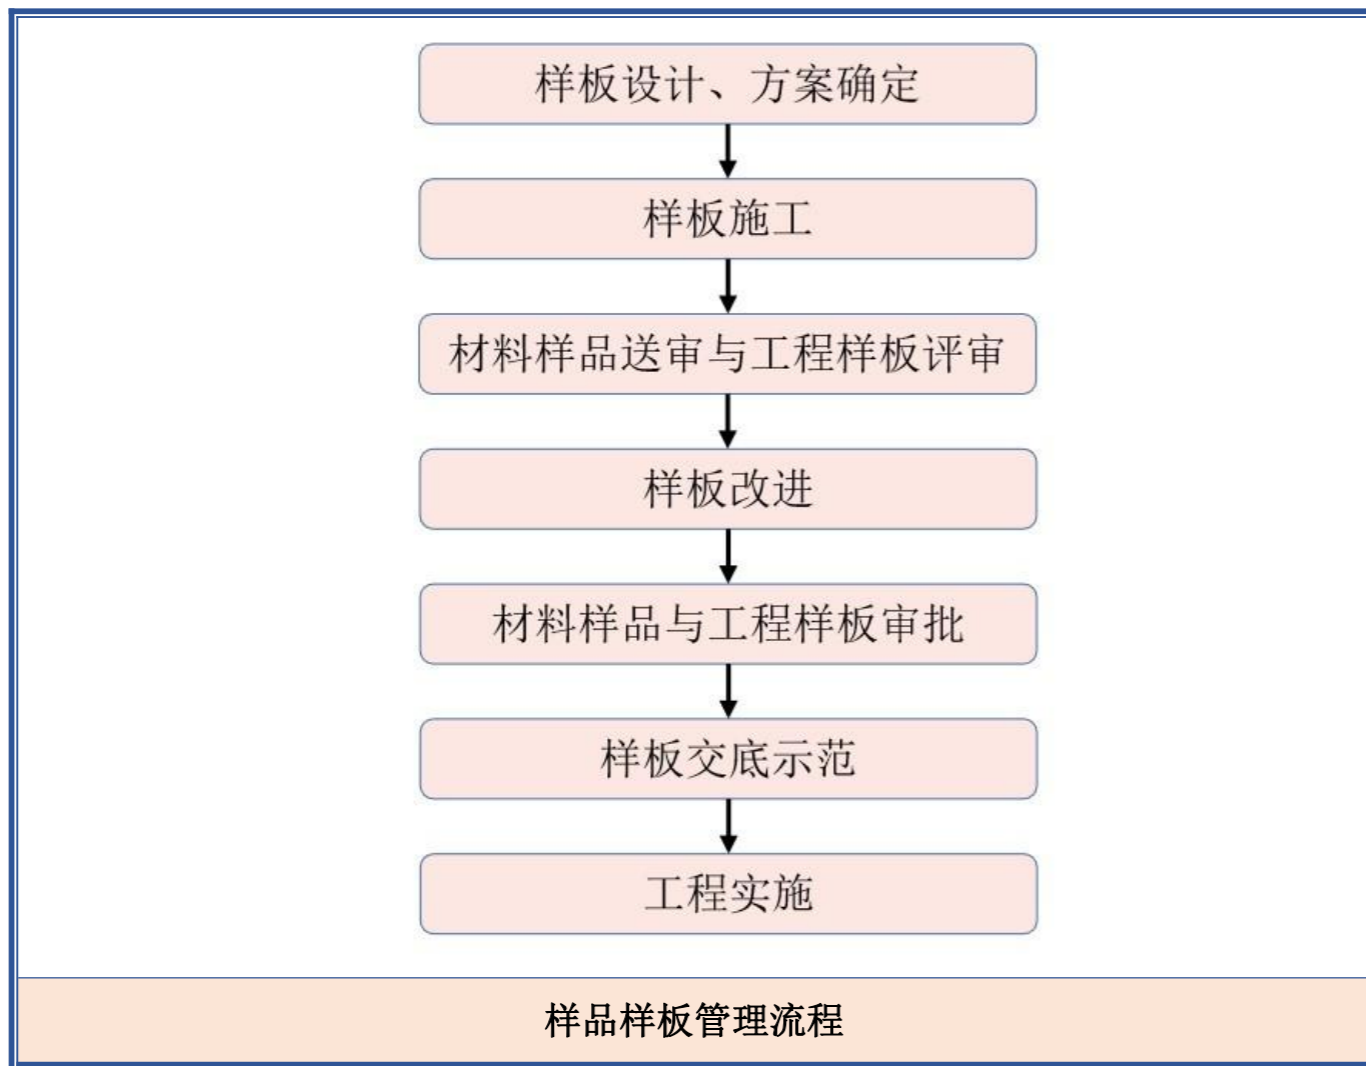 样板设计、方案确定
样板施工
材料样品送审与工程样板评审
样板改进
材料样品与工程样板审批
样板交底示范
工程实施
样品样板管理流程